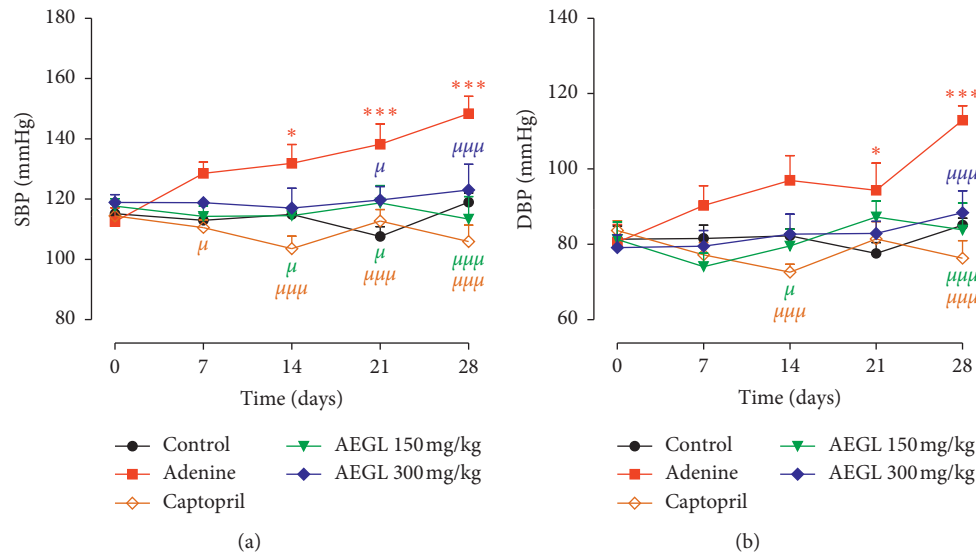 180
160
140
120
100
80
SBP (mmHg)
*
***
***
μ
μμμ
μ
μ
μμμ
μ
μμμ
μμμ
μμμ
0 7 14 21 28
Time (days)
Control
Adenine
Captopril
AEGL 150 mg/kg
AEGL 300 mg/kg
(a)
140
120
100
80
60
DBP (mmHg)
*
***
μμμ
μ
μμμ
μμμ
μμμ
0 7 14 21 28
Time (days)
Control
Adenine
Captopril
AEGL 150 mg/kg
AEGL 300 mg/kg
(b)